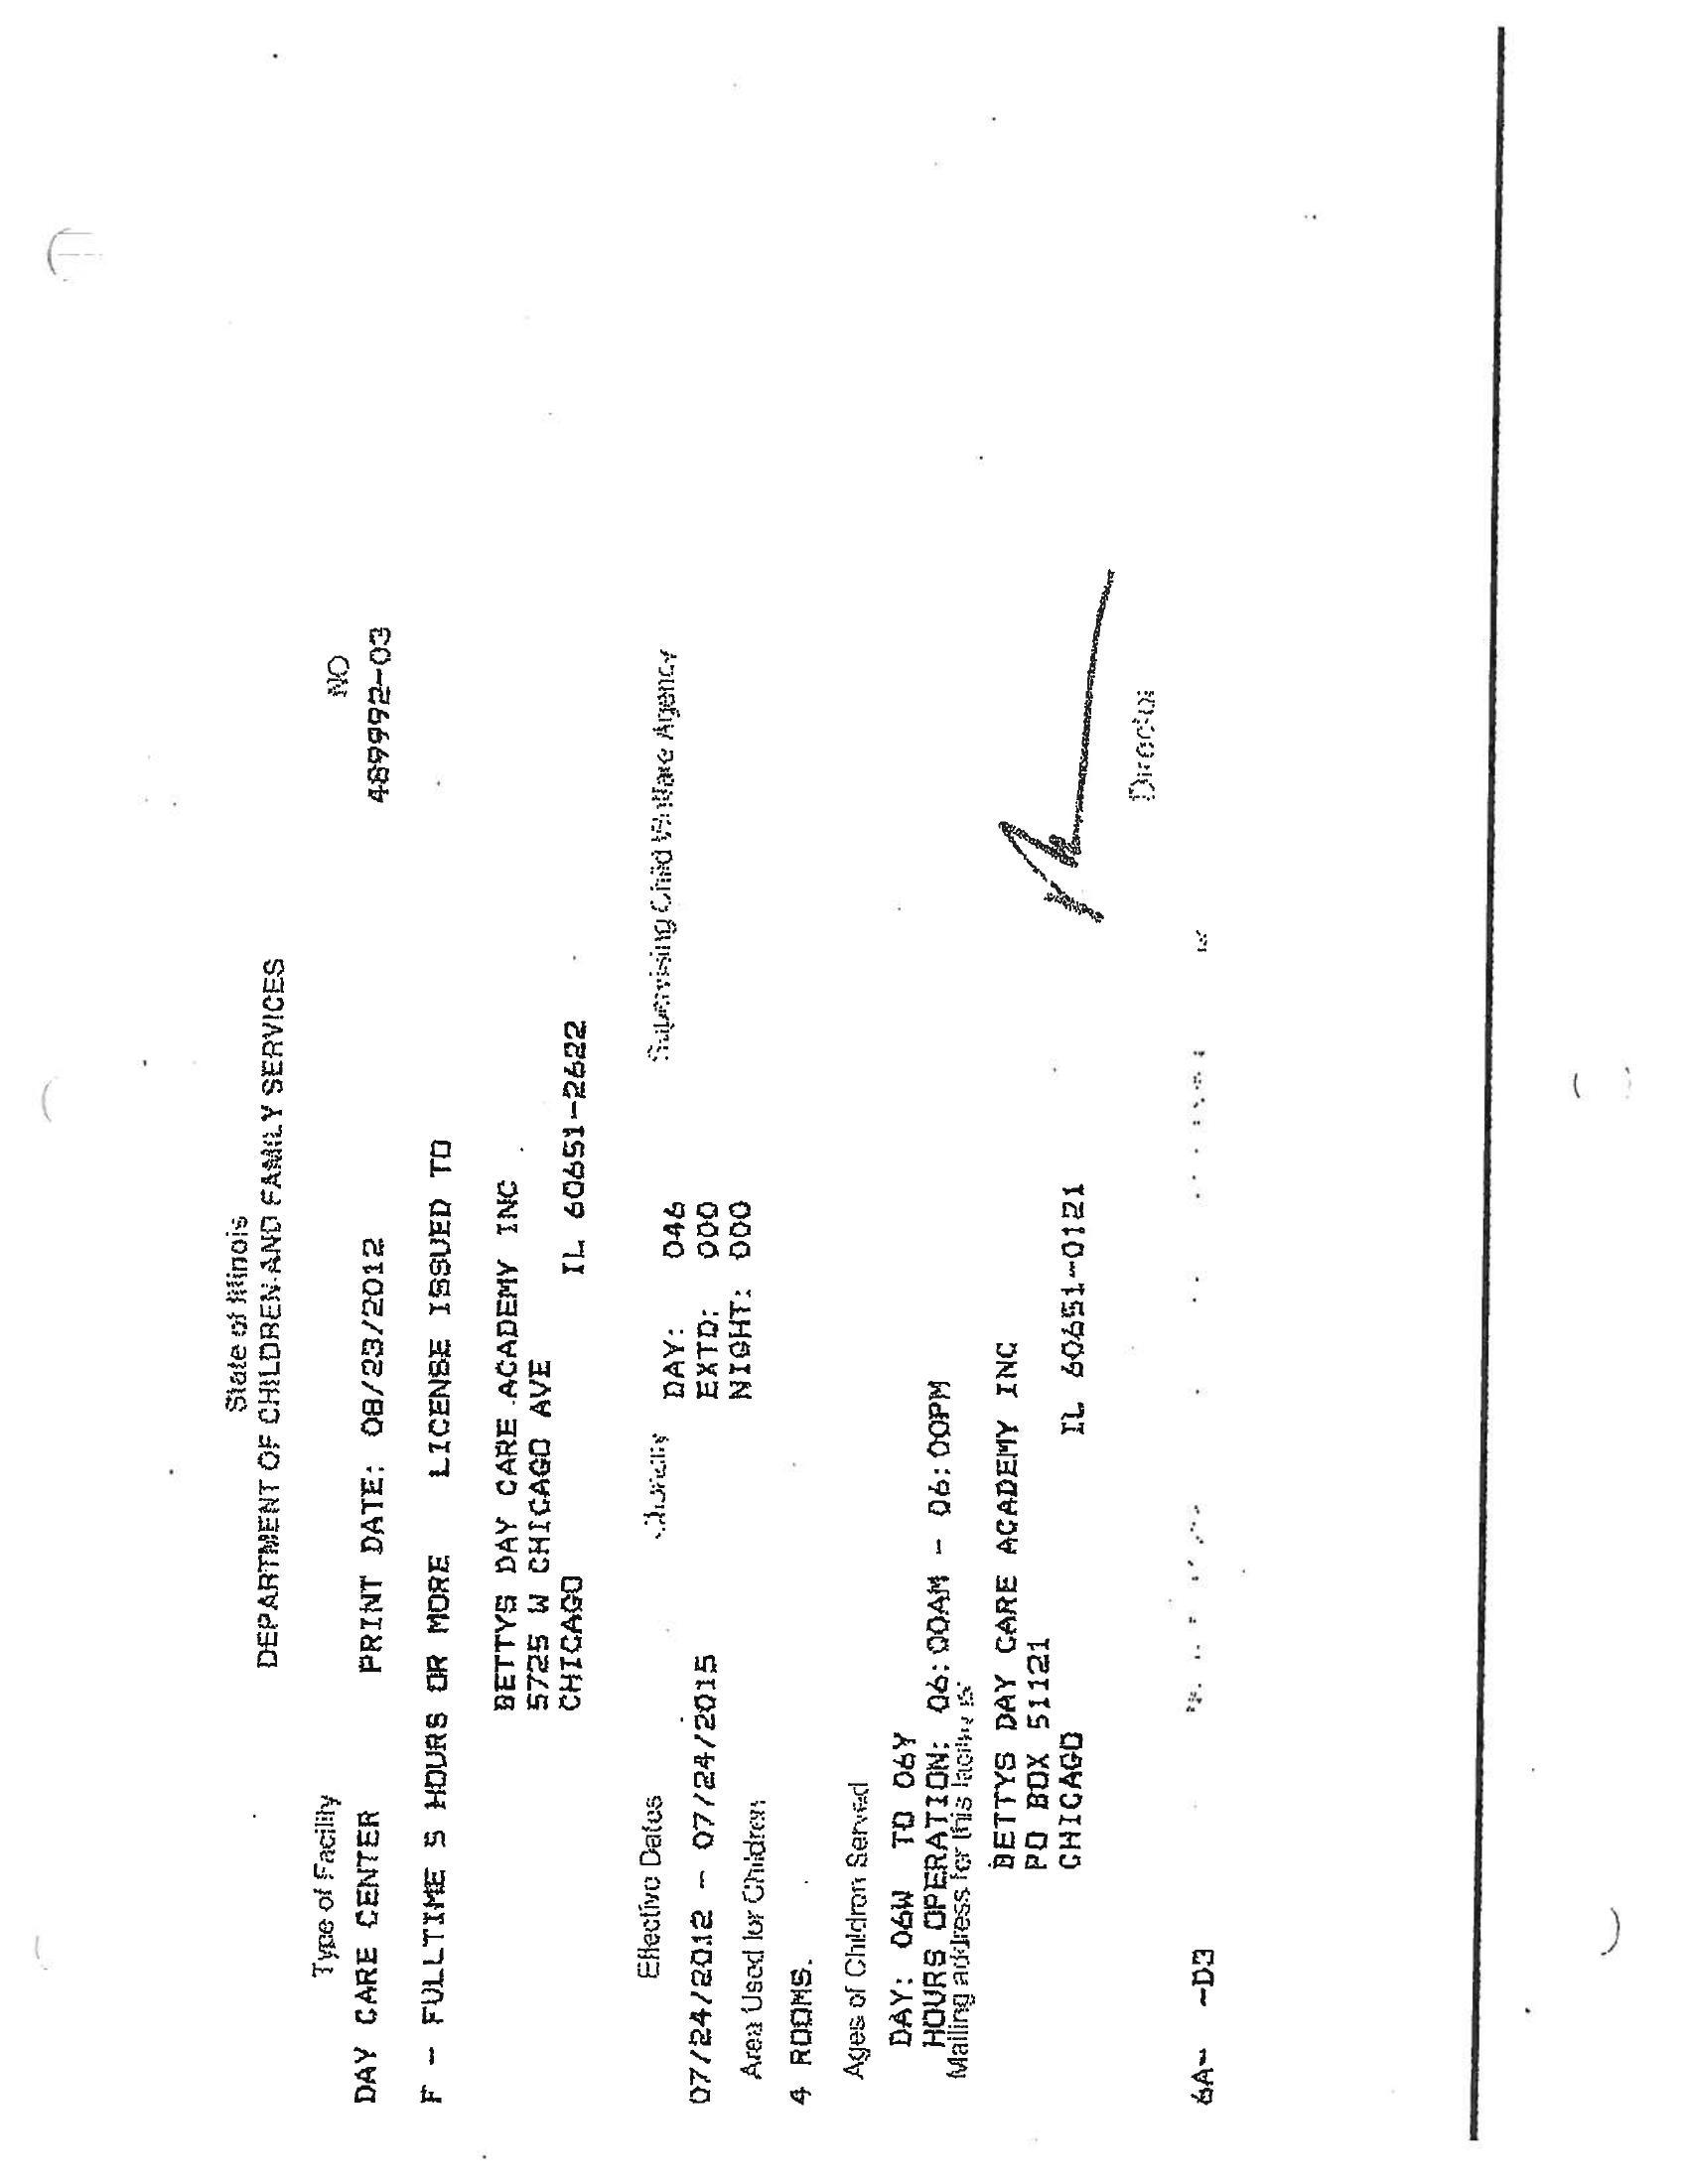 State of Illinois
DEPARTMENT OF CHILDREN AND FAMILY SERVICES
Type of Facility NO
DAY CARE CENTER PRINT DATE: 08/23/2012 489992-03
F - FULLTIME 5 HOURS OR MORE LICENSE ISSUED TO
BETTYS DAY CARE ACADEMY INC
5725 W CHICAGO AVE
CHICAGO IL 60651-2622
Effective Dates Supervising Child Welfare Agency
DAY: 046
07/24/2012 - 07/24/2015 EXTD: 000
NIGHT: 000
Area Used for Children
4 ROOMS.
Ages of Children Served
DAY: 06W TO 06Y
HOURS OPERATION: 06:00AM - 06:00PM
Mailing address for this facility is
BETTYS DAY CARE ACADEMY INC
PO BOX 51121
CHICAGO IL 60651-0121
Director
6A- -D3